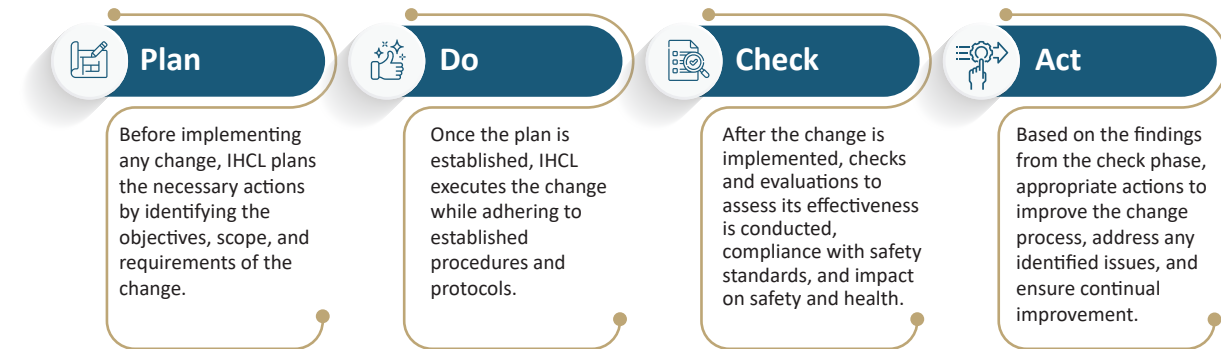 Plan
Before implementing
any change, IHCL plans
the necessary actions
by identifying the
objectives, scope, and
requirements of the
change.
Do
Once the plan is
established, IHCL
executes the change
while adhering to
established
procedures and
protocols.
Check
After the change is
implemented, checks
and evaluations to
assess its effectiveness
is conducted,
compliance with safety
standards, and impact
on safety and health.
Act
Based on the findings
from the check phase,
appropriate actions to
improve the change
process, address any
identified issues, and
ensure continual
improvement.